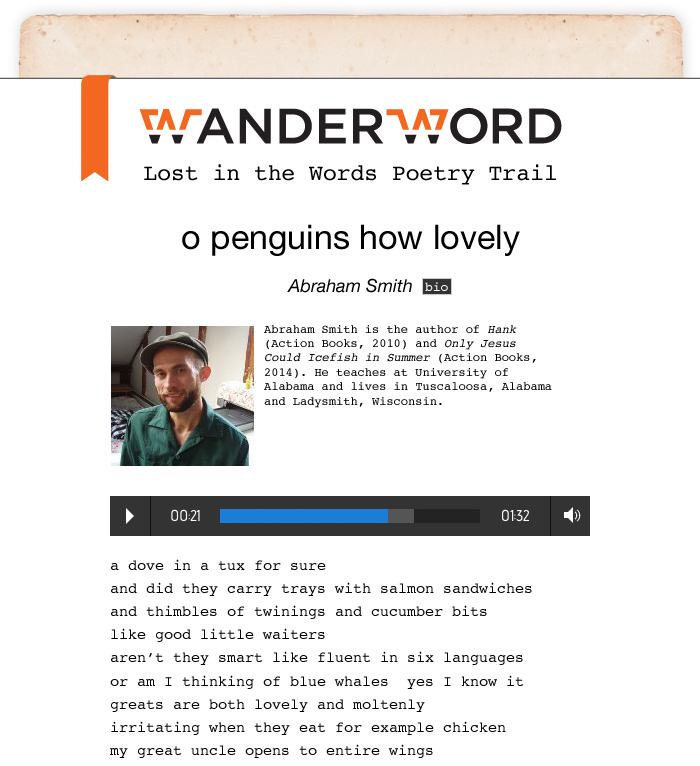 WANDERWORD
Lost in the Words Poetry Trail
o penguins how lovely
Abraham Smith bio
Abraham Smith is the author of Hank
(Action Books, 2010) and Only Jesus
Could Icefish in Summer (Action Books,
2014). He teaches at University of
Alabama and lives in Tuscaloosa, Alabama
and Ladysmith, Wisconsin.
00:21 01:32
a dove in a tux for sure
and did they carry trays with salmon sandwiches
and thimbles of twinings and cucumber bits
like good little waiters
aren’t they smart like fluent in six languages
or am I thinking of blue whales  yes I know it
greats are both lovely and moltenly
irritating when they eat for example chicken
my great uncle opens to entire wings